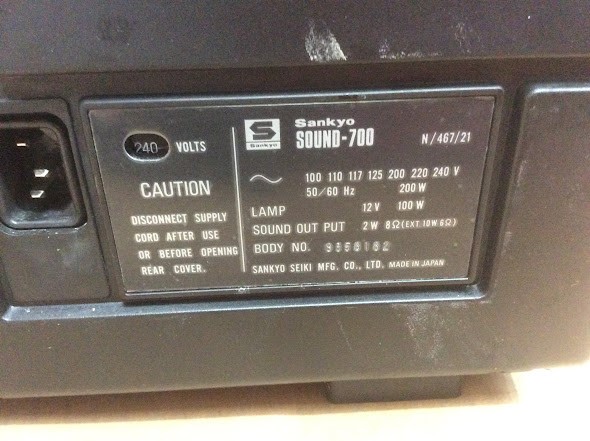 240 VOLTS
CAUTION
DISCONNECT SUPPLY
CORD AFTER USE
OR BEFORE OPENING
REAR COVER.
S
Sankyo
Sankyo
SOUND-700
N/467/21
~ 100 110 117 125 200 220 240 V
50/60 Hz 200 W
LAMP 12 V 100 W
SOUND OUT PUT 2 W 8Ω(EXT.10W 6Ω)
BODY NO.
SANKYO SEIKI MFG. CO., LTD. MADE IN JAPAN